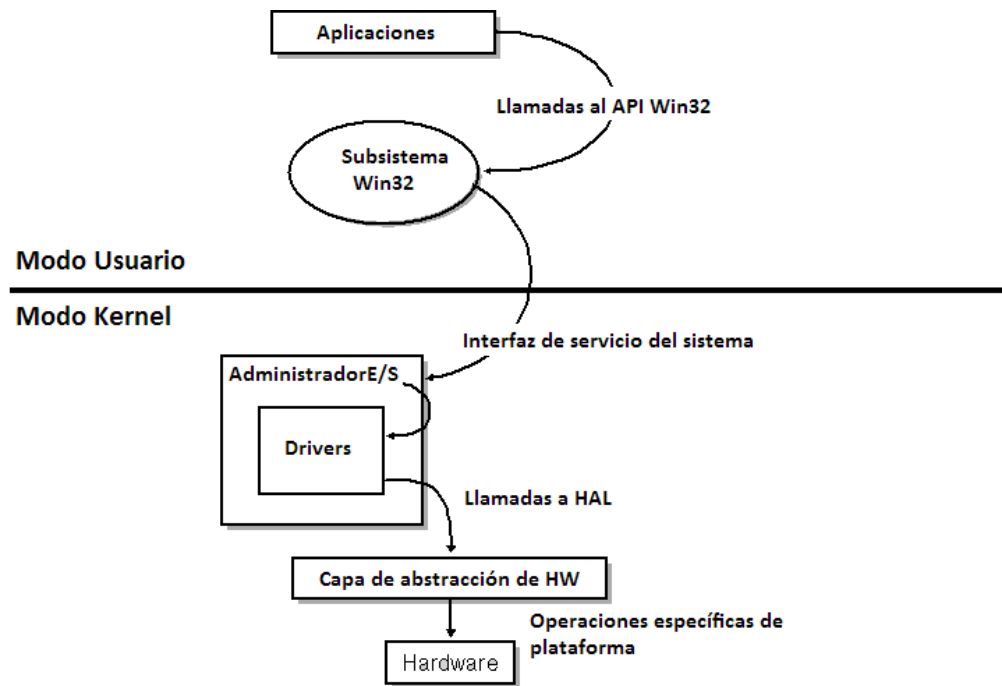 Aplicaciones
Llamadas al API Win32
Subsistema
Win32
Modo Usuario
Modo Kernel
Interfaz de servicio del sistema
AdministradorE/S
Drivers
Llamadas a HAL
Capa de abstracción de HW
Operaciones específicas de
plataforma
Hardware